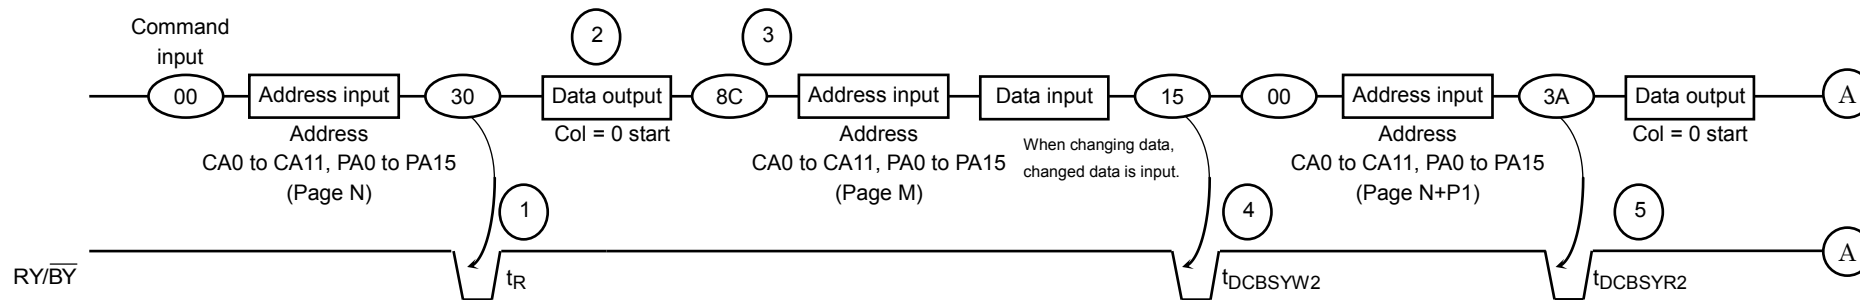 Command
input
2
3
00
Address input
30
Data output
8C
Address input
Data input
15
00
Address input
3A
Data output
A
Address
CA0 to CA11, PA0 to PA15
(Page N)
Col = 0 start
Address
CA0 to CA11, PA0 to PA15
(Page M)
When changing data,
changed data is input.
Address
CA0 to CA11, PA0 to PA15
(Page N+P1)
Col = 0 start
1
4
5
RY/B̅Y̅
tR
tDCBSYW2
tDCBSYR2
A